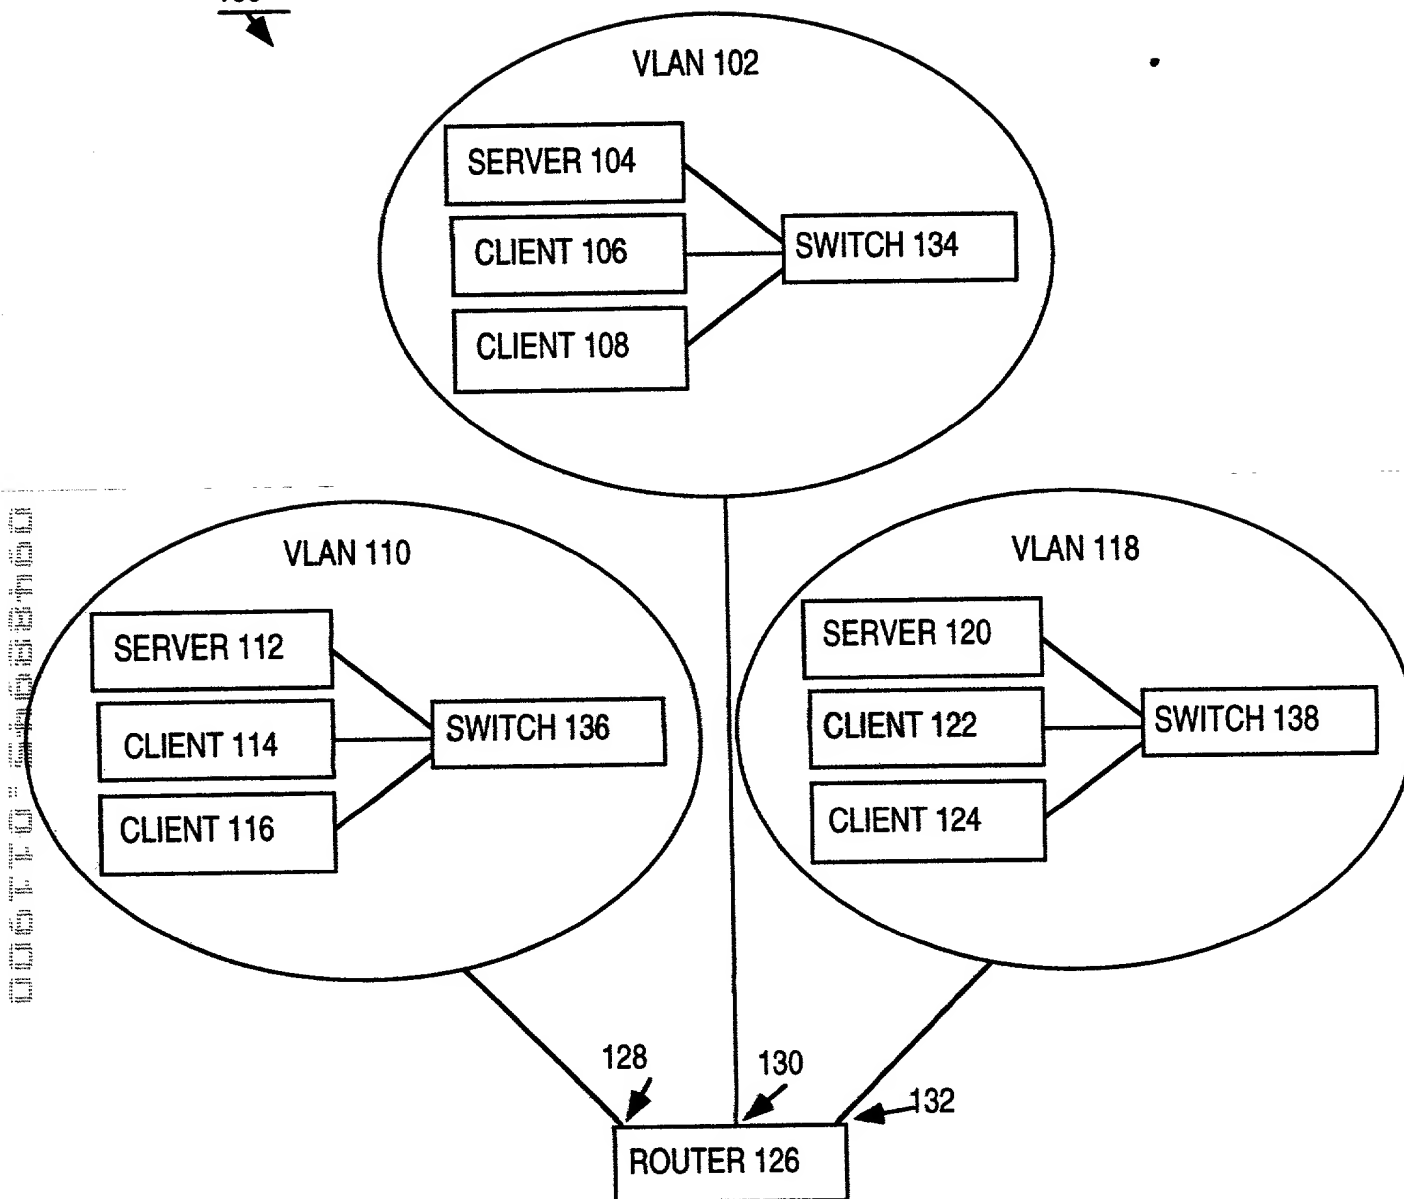 VLAN 102
SERVER 104
CLIENT 106
CLIENT 108
SWITCH 134
VLAN 110
SERVER 112
CLIENT 114
CLIENT 116
SWITCH 136
VLAN 118
SERVER 120
CLIENT 122
CLIENT 124
SWITCH 138
128
130
132
ROUTER 126